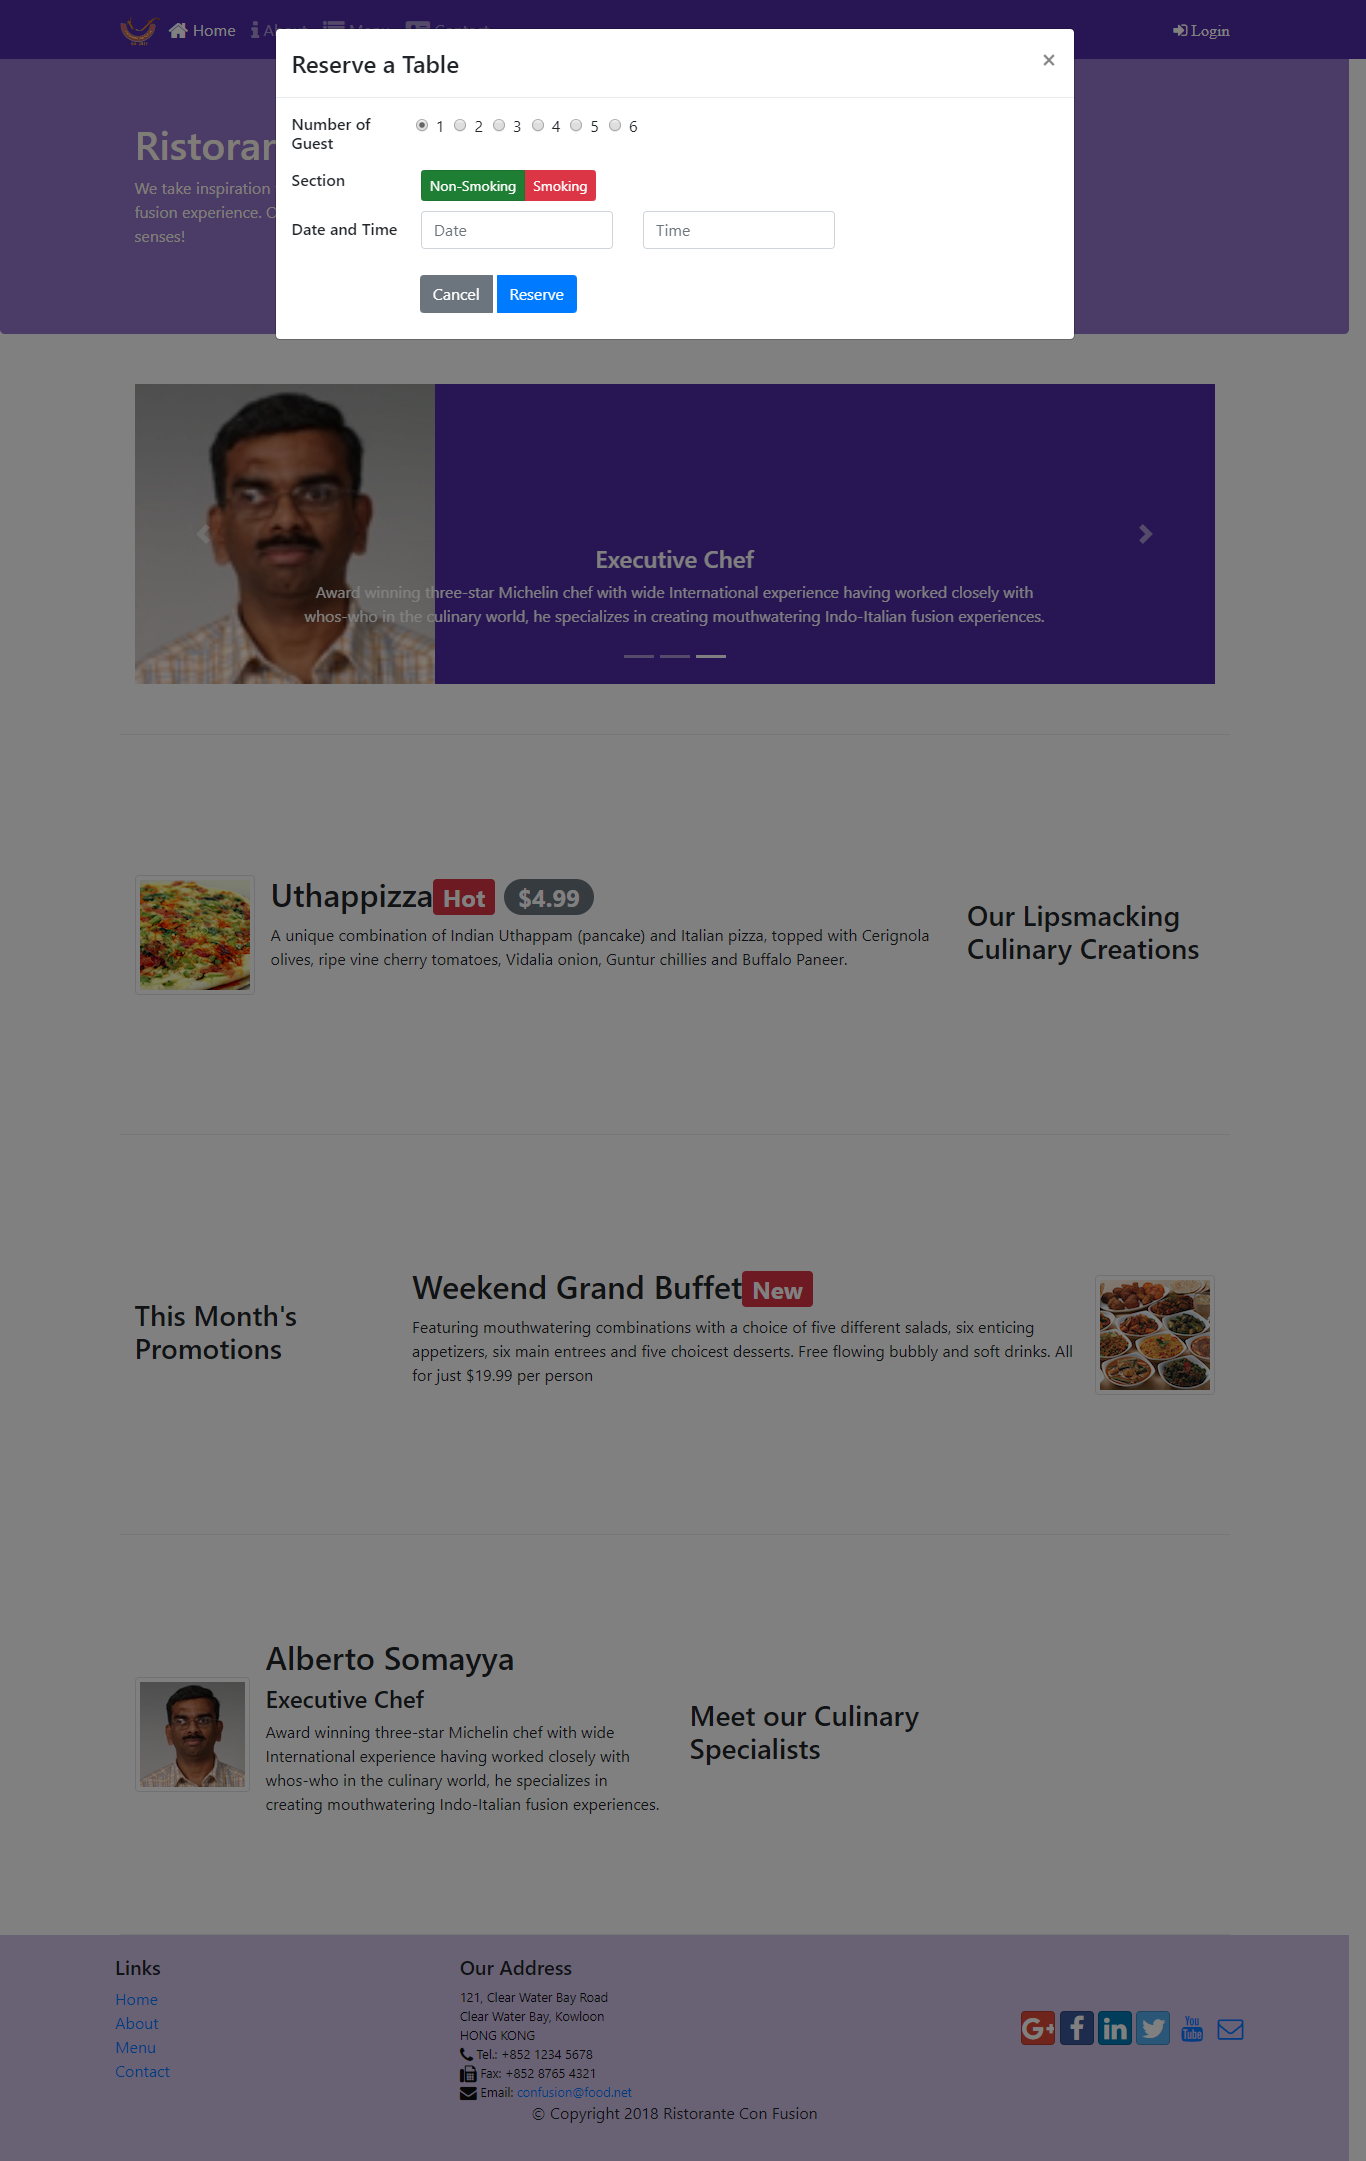 Home
Login
Reserve a Table
×
Number of
Guest
1 2 3 4 5 6
Section
Non-Smoking Smoking
Date and Time
Date
Time
Cancel Reserve
We take inspiration
fusion experience.
senses!
Executive Chef
Award winning three-star Michelin chef with wide International experience having worked closely with
whos-who in the culinary world, he specializes in creating mouthwatering Indo-Italian fusion experiences.
Uthappizza Hot $4.99
A unique combination of Indian Uthappam (pancake) and Italian pizza, topped with Cerignola
olives, ripe vine cherry tomatoes, Vidalia onion, Guntur chillies and Buffalo Paneer.
Our Lipsmacking
Culinary Creations
This Month's
Promotions
Weekend Grand Buffet New
Featuring mouthwatering combinations with a choice of five different salads, six enticing
appetizers, six main entrees and five choicest desserts. Free flowing bubbly and soft drinks. All
for just $19.99 per person
Alberto Somayya
Executive Chef
Award winning three-star Michelin chef with wide
International experience having worked closely with
whos-who in the culinary world, he specializes in
creating mouthwatering Indo-Italian fusion experiences.
Meet our Culinary
Specialists
Links
Home
About
Menu
Contact
Our Address
121, Clear Water Bay Road
Clear Water Bay, Kowloon
HONG KONG
Tel.: +852 1234 5678
Fax: +852 8765 4321
Email: confusion@food.net
G+ f in You Tube
© Copyright 2018 Ristorante Con Fusion